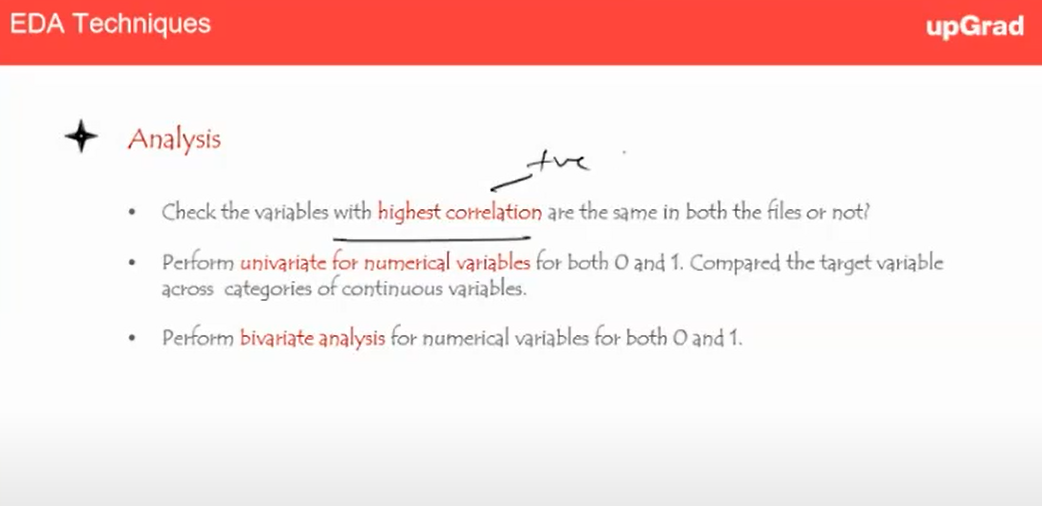 EDA Techniques
upGrad
Analysis
+ve
Check the variables with highest correlation are the same in both the files or not?
Perform univariate for numerical variables for both 0 and 1. Compared the target variable
across categories of continuous variables.
Perform bivariate analysis for numerical variables for both 0 and 1.